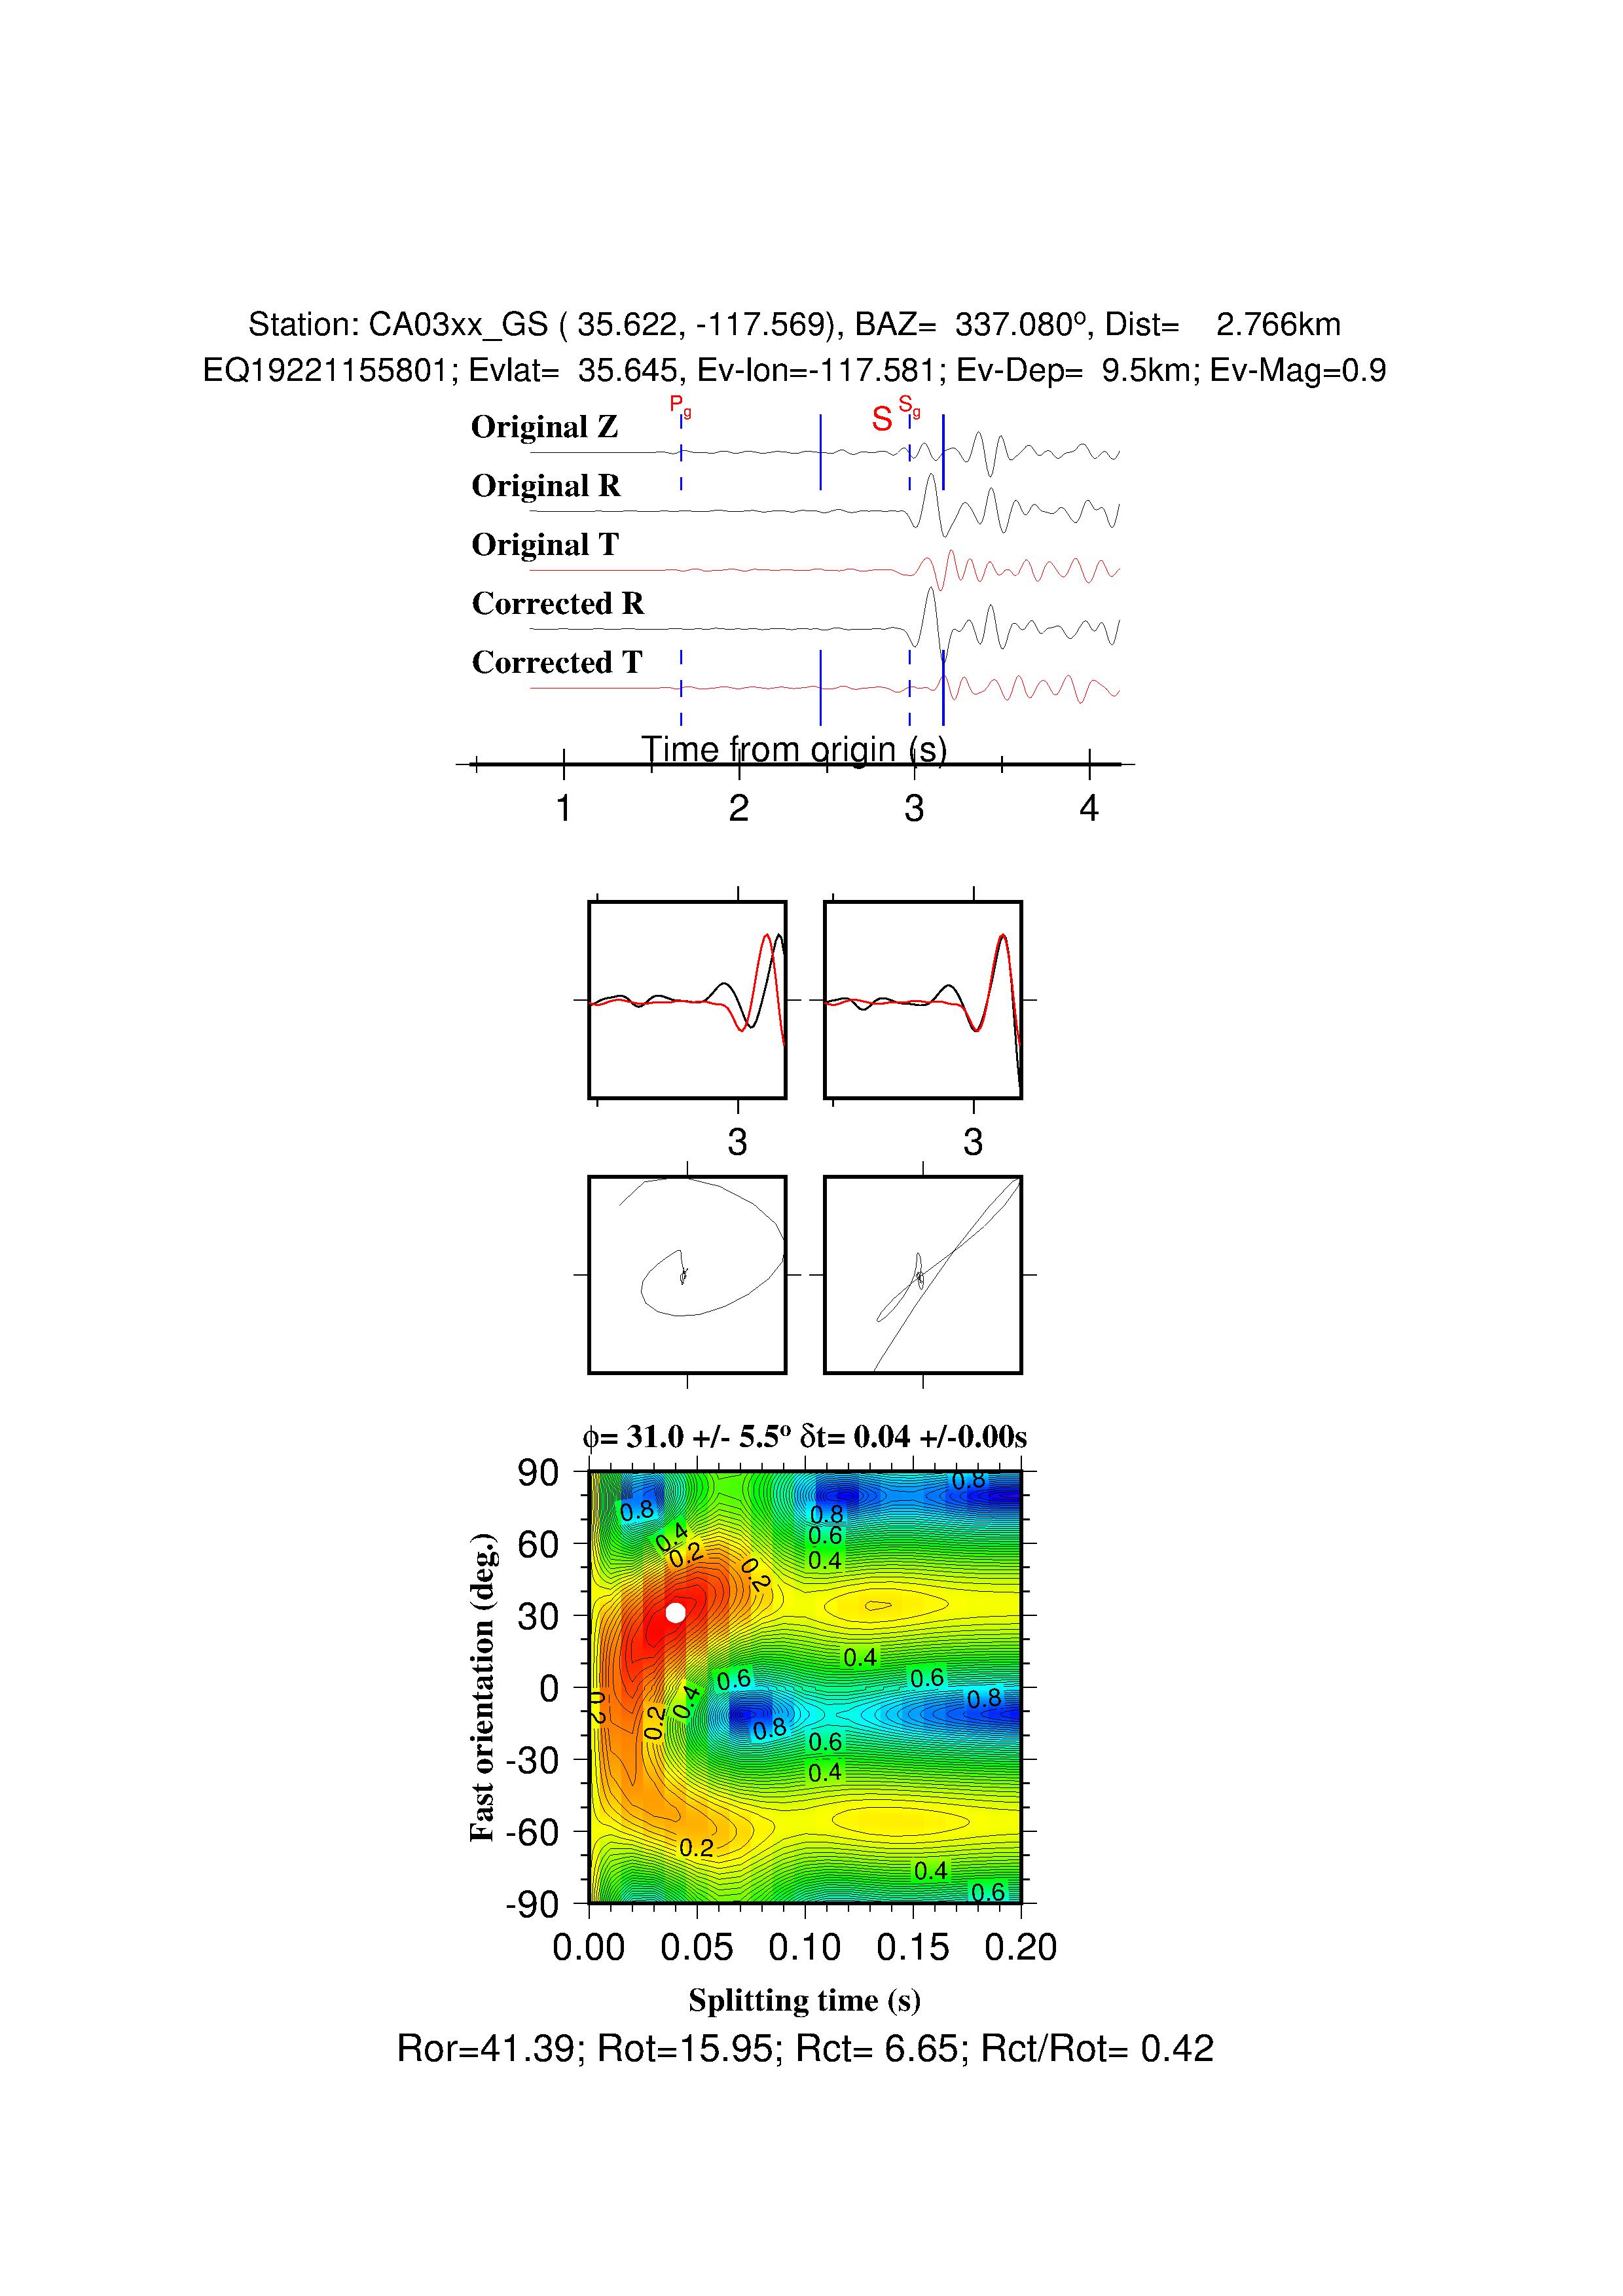 Station: CA03xx_GS ( 35.622, -117.569), BAZ= 337.080º, Dist= 2.766km
EQ19221155801; Evlat= 35.645, Ev-lon=-117.581; Ev-Dep= 9.5km; Ev-Mag=0.9
Pg S Sg
Original Z
Original R
Original T
Corrected R
Corrected T
Time from origin (s)
1 2 3 4
3 3
ϕ= 31.0 +/- 5.5º δt= 0.04 +/-0.00s
Fast orientation (deg.)
90
60
30
0
-30
-60
-90
0.8 0.8 0.8
0.4 0.6
0.2 0.2 0.4
0.4
0.6 0.6
0.2 0.2 0.4 0.8 0.8
0.6
0.4
0.2
0.4
0.6
0.00 0.05 0.10 0.15 0.20
Splitting time (s)
Ror=41.39; Rot=15.95; Rct= 6.65; Rct/Rot= 0.42